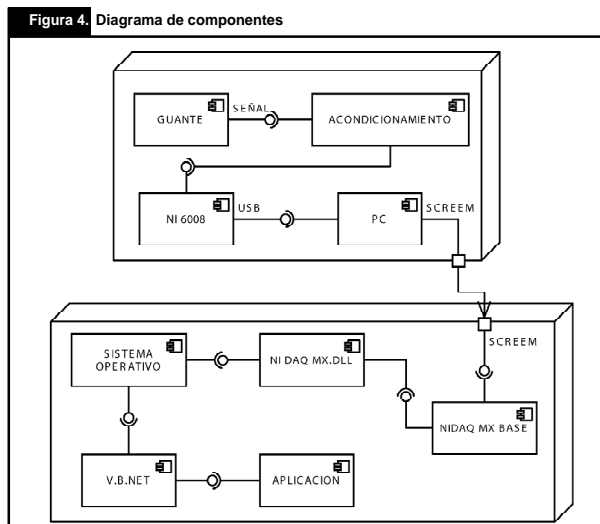 Figura 4. Diagrama de componentes
GUANTE
SEÑAL
ACONDICIONAMIENTO
NI 6008
USB
PC
SCREEM
SCREEM
SISTEMA
OPERATIVO
NI DAQ MX.DLL
NIDAQ MX BASE
V.B.NET
APLICACION